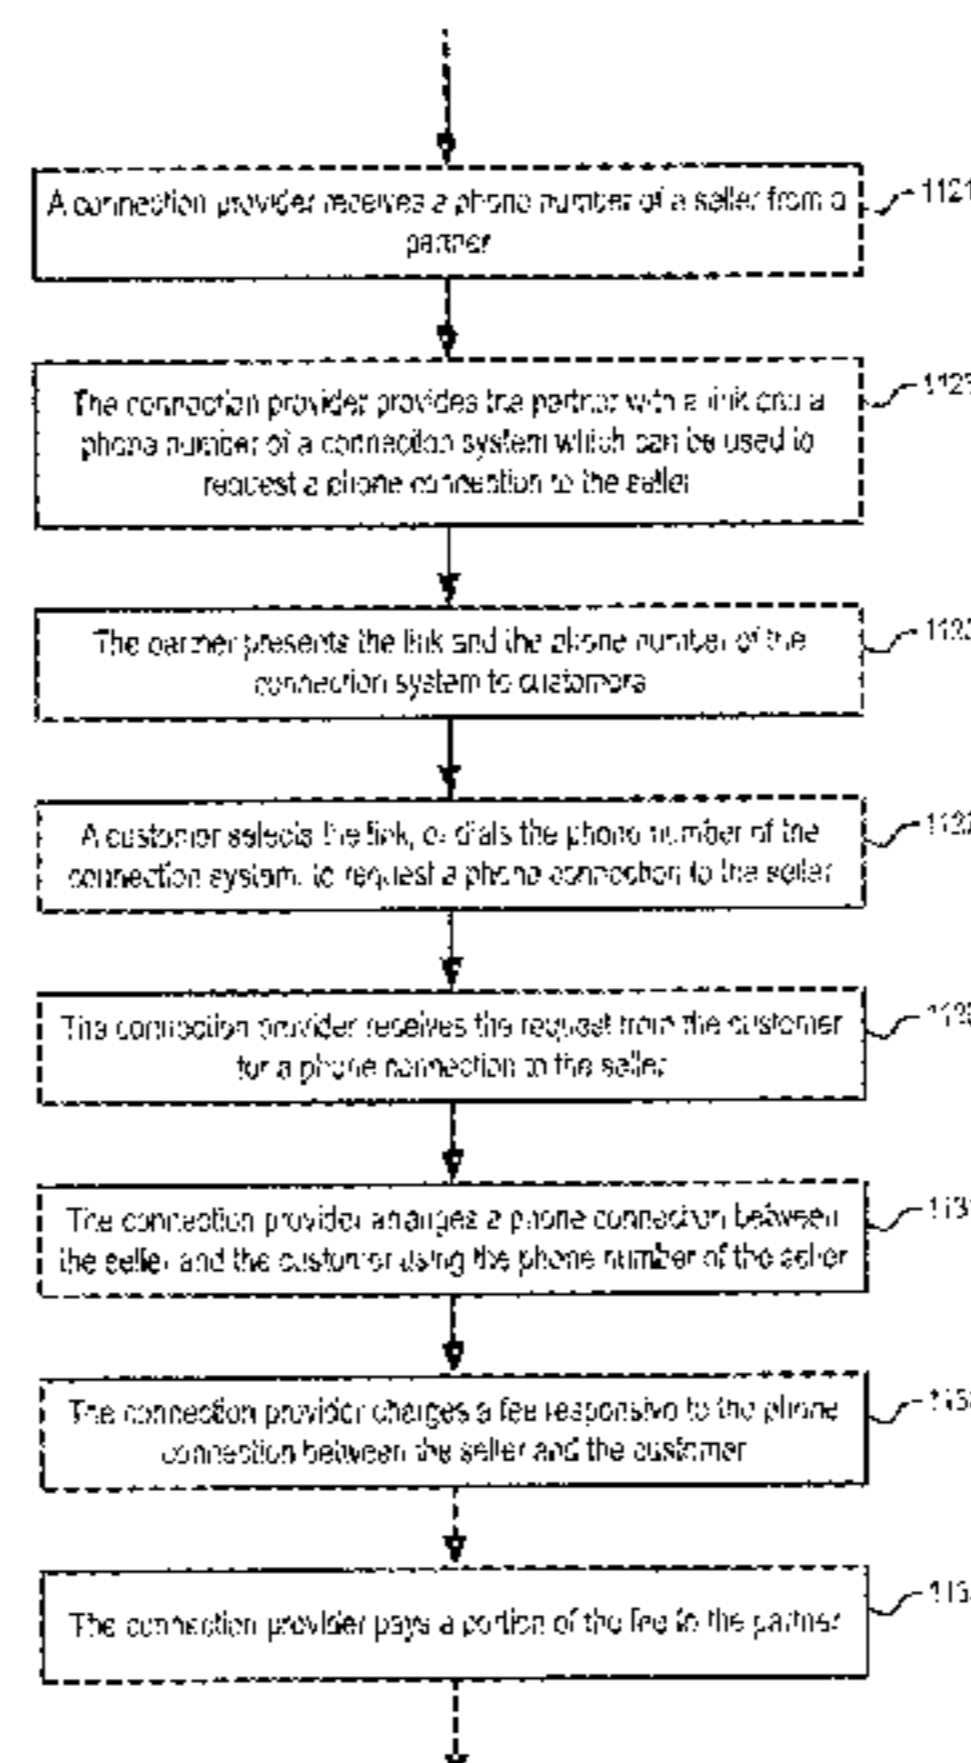 A connection provider receives a phone number of a seller from a
1121
partner
The connection provider provides the partner with a link and a
phone number of a connection system which can be used to
request a phone connection to the seller
The partner presents the link and the phone number of the
connection system to customers
A customer selects the link, or dials the phone number of the
connection system, to request a phone connection to the seller
The connection provider receives the request from the customer
for a phone connection to the seller
The connection provider arranges a phone connection between
the seller and the customer using the phone number of the seller
The connection provider charges a fee responsive to the phone
connection between the seller and the customer
The connection provider pays a portion of the fee to the partner